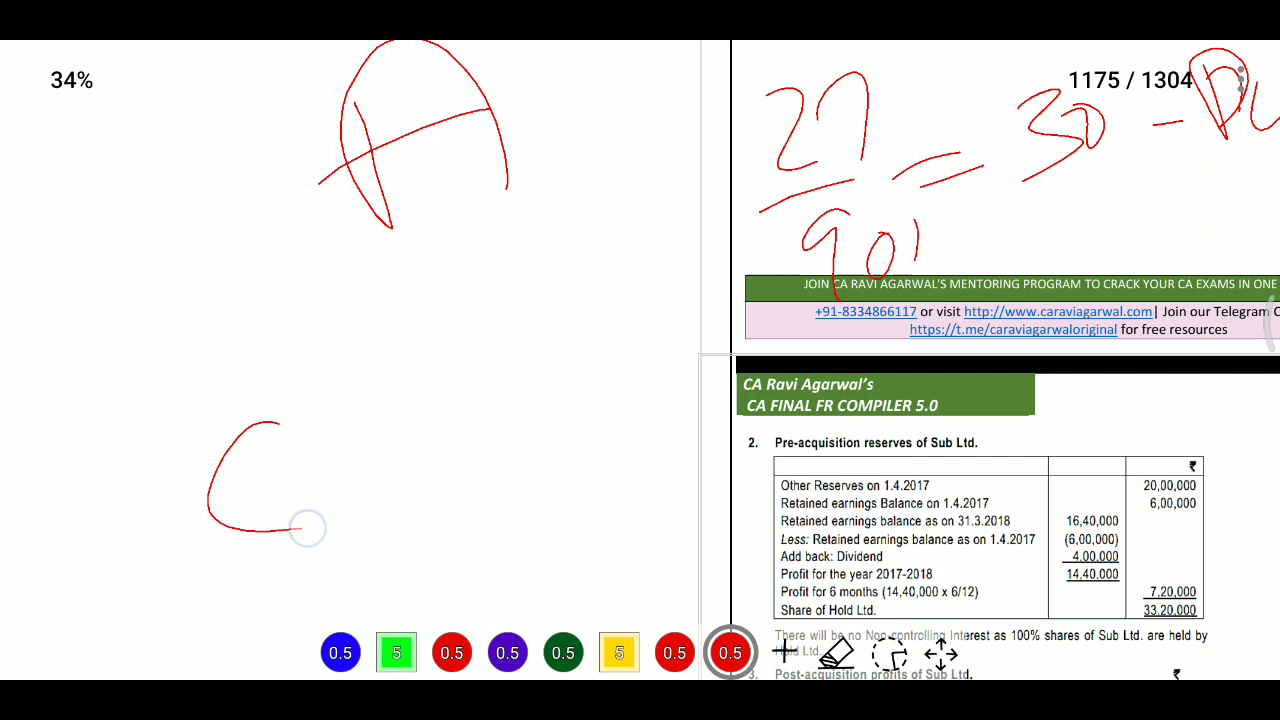 34%
1175 / 1304
A
27 = 30 -
90
C
JOIN CA RAVI AGARWAL'S MENTORING PROGRAM TO CRACK YOUR CA EXAMS IN ONE
+91-8334866117 or visit http://www.caraviagarwal.com| Join our Telegram C
https://t.me/caraviagarwaloriginal for free resources
CA Ravi Agarwal's
CA FINAL FR COMPILER 5.0
2. Pre-acquisition reserves of Sub Ltd.
₹
Other Reserves on 1.4.2017 20,00,000
Retained earnings Balance on 1.4.2017 6,00,000
Retained earnings balance as on 31.3.2018 16,40,000
Less: Retained earnings balance as on 1.4.2017 (6,00,000)
Add back: Dividend 4,00,000
Profit for the year 2017-2018 14,40,000
Profit for 6 months (14,40,000 x 6/12) 7,20,000
Share of Hold Ltd. 33,20,000
There will be no Non-controlling Interest as 100% shares of Sub Ltd. are held by
Hold Ltd.
3. Post-acquisition profits of Sub Ltd. ₹
0.5 5 0.5 0.5 0.5 5 0.5 0.5